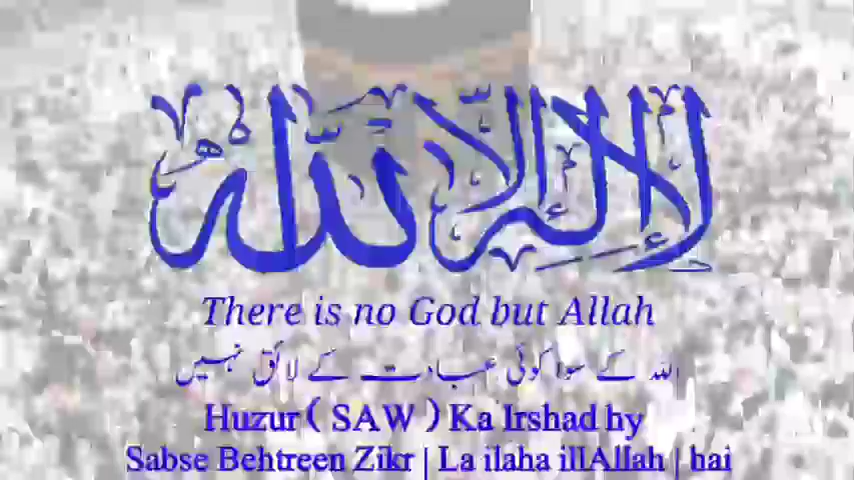 لا إله إلا الله
There is no God but Allah
اللہ کے سوا کوئی عبادت کے لائق نہیں
Huzur ( SAW ) Ka Irshad hy
Sabse Behtreen Zikr | La ilaha illAllah | hai